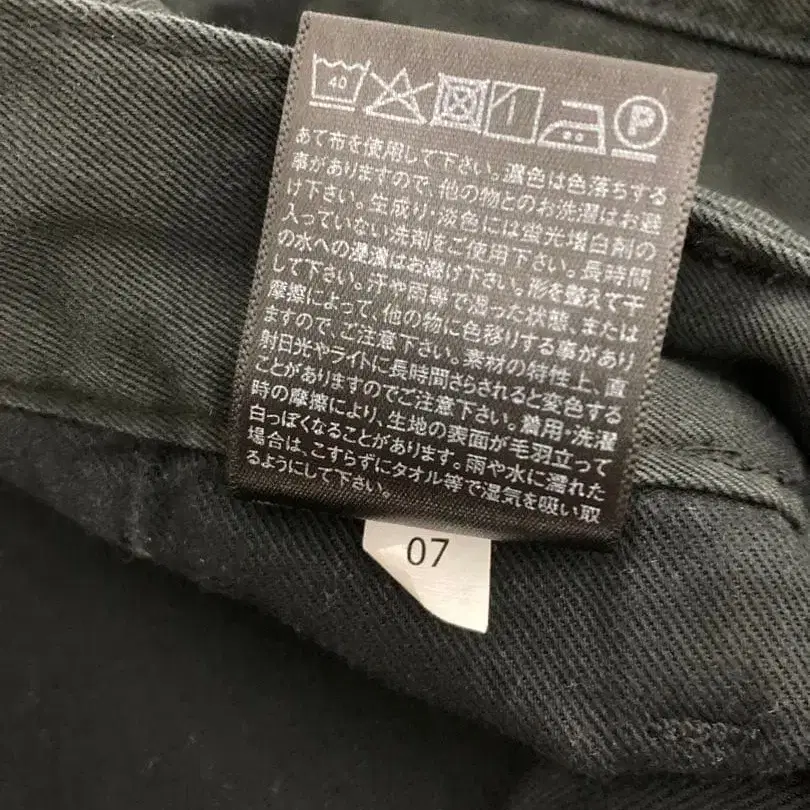 40
P
あて布を使用して下さい。濃色は色落ちする
事がありますので、他の物とのお洗濯はお避
け下さい。生成り・淡色には蛍光増白剤の
入っていない洗剤をご使用下さい。長時間
の水への浸漬はお避け下さい。形を整えて干
して下さい。汗や雨等で湿った状態、または
摩擦によって、他の物に色移りする事があり
ますので、ご注意下さい。素材の特性上、直
射日光やライトに長時間さらされると変色する
ことがありますのでご注意下さい。着用・洗濯
時の摩擦により、生地の表面が毛羽立って
白っぽくなることがあります。雨や水に濡れた
場合は、こすらずにタオル等で湿気を吸い取
るようにして下さい。
07